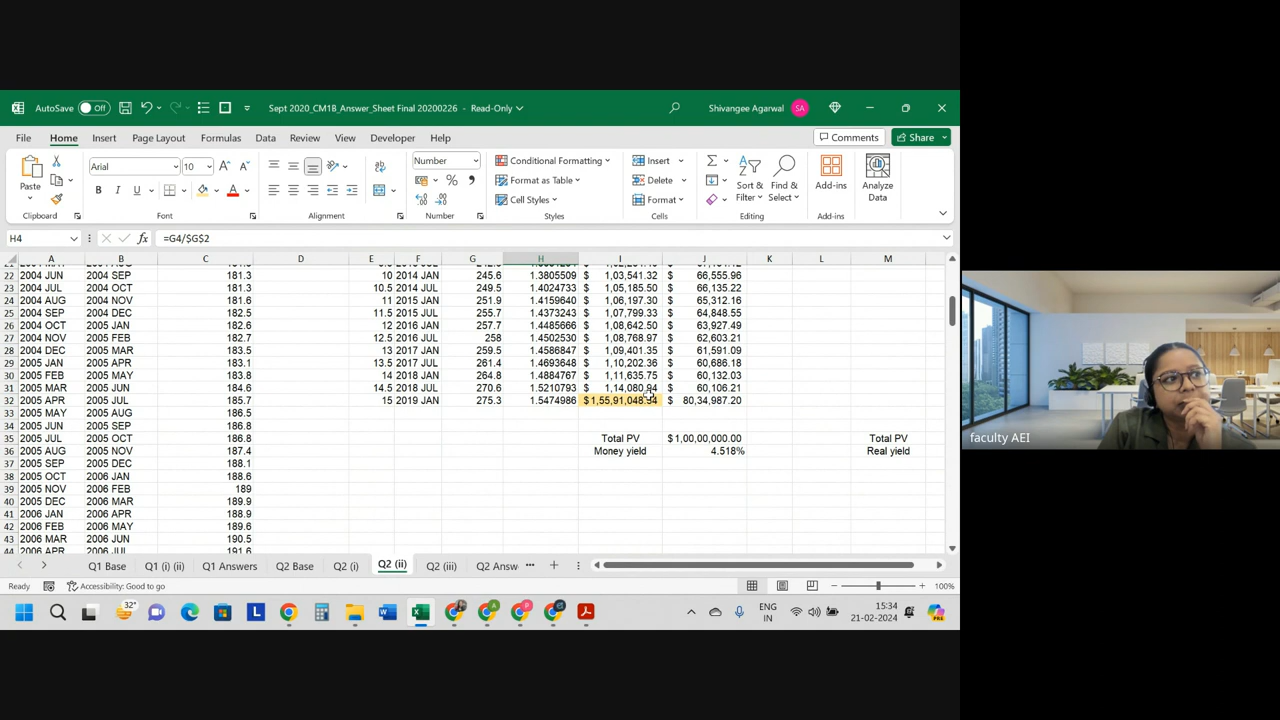 AutoSave Off Sept 2020_CM1B_Answer_Sheet Final 20200226 - Read-Only Shivangee Agarwal SA
File Home Insert Page Layout Formulas Data Review View Developer Help Comments Share
Paste Arial 10 Number Conditional Formatting Format as Table Cell Styles Insert Delete Format Sort & Filter Find & Select Add-ins Analyze Data
Clipboard Font Alignment Number Styles Cells Editing Add-ins
H4 fx =G4/$G$2
A B C D E F G H I J K L M
22 2004 JUN 2004 SEP 181.3 10 2014 JAN 245.6 1.3805509 $ 1,03,541.32 $ 66,555.96
23 2004 JUL 2004 OCT 181.3 10.5 2014 JUL 249.5 1.4024733 $ 1,05,185.50 $ 66,135.22
24 2004 AUG 2004 NOV 181.6 11 2015 JAN 251.9 1.4159640 $ 1,06,197.30 $ 65,312.16
25 2004 SEP 2004 DEC 182.5 11.5 2015 JUL 255.7 1.4373243 $ 1,07,799.33 $ 64,848.55
26 2004 OCT 2005 JAN 182.6 12 2016 JAN 257.7 1.4485666 $ 1,08,642.50 $ 63,927.49
27 2004 NOV 2005 FEB 182.7 12.5 2016 JUL 258 1.4502530 $ 1,08,768.97 $ 62,603.21
28 2004 DEC 2005 MAR 183.5 13 2017 JAN 259.5 1.4586847 $ 1,09,401.35 $ 61,591.09
29 2005 JAN 2005 APR 183.1 13.5 2017 JUL 261.4 1.4693648 $ 1,10,202.36 $ 60,686.18
30 2005 FEB 2005 MAY 183.8 14 2018 JAN 264.8 1.4884767 $ 1,11,635.75 $ 60,132.03
31 2005 MAR 2005 JUN 184.6 14.5 2018 JUL 270.6 1.5210793 $ 1,14,080.94 $ 60,106.21
32 2005 APR 2005 JUL 185.7 15 2019 JAN 275.3 1.5474986 $ 1,55,91,048.34 $ 80,34,987.20
33 2005 MAY 2005 AUG 186.5
34 2005 JUN 2005 SEP 186.8
35 2005 JUL 2005 OCT 186.8 Total PV $ 1,00,00,000.00 Total PV
36 2005 AUG 2005 NOV 187.4 Money yield 4.518% Real yield
37 2005 SEP 2005 DEC 188.1
38 2005 OCT 2006 JAN 188.6
39 2005 NOV 2006 FEB 189
40 2005 DEC 2006 MAR 189.9
41 2006 JAN 2006 APR 189.9
42 2006 FEB 2006 MAY 189.6
43 2006 MAR 2006 JUN 190.5
44 2006 APR 2006 JUL 191.6
Q1 Base Q1 (i) (ii) Q1 Answers Q2 Base Q2 (i) Q2 (ii) Q2 (iii) Q2 Answ
Ready Accessibility: Good to go 100%
32° ENG IN 15:34 21-02-2024
faculty AEI